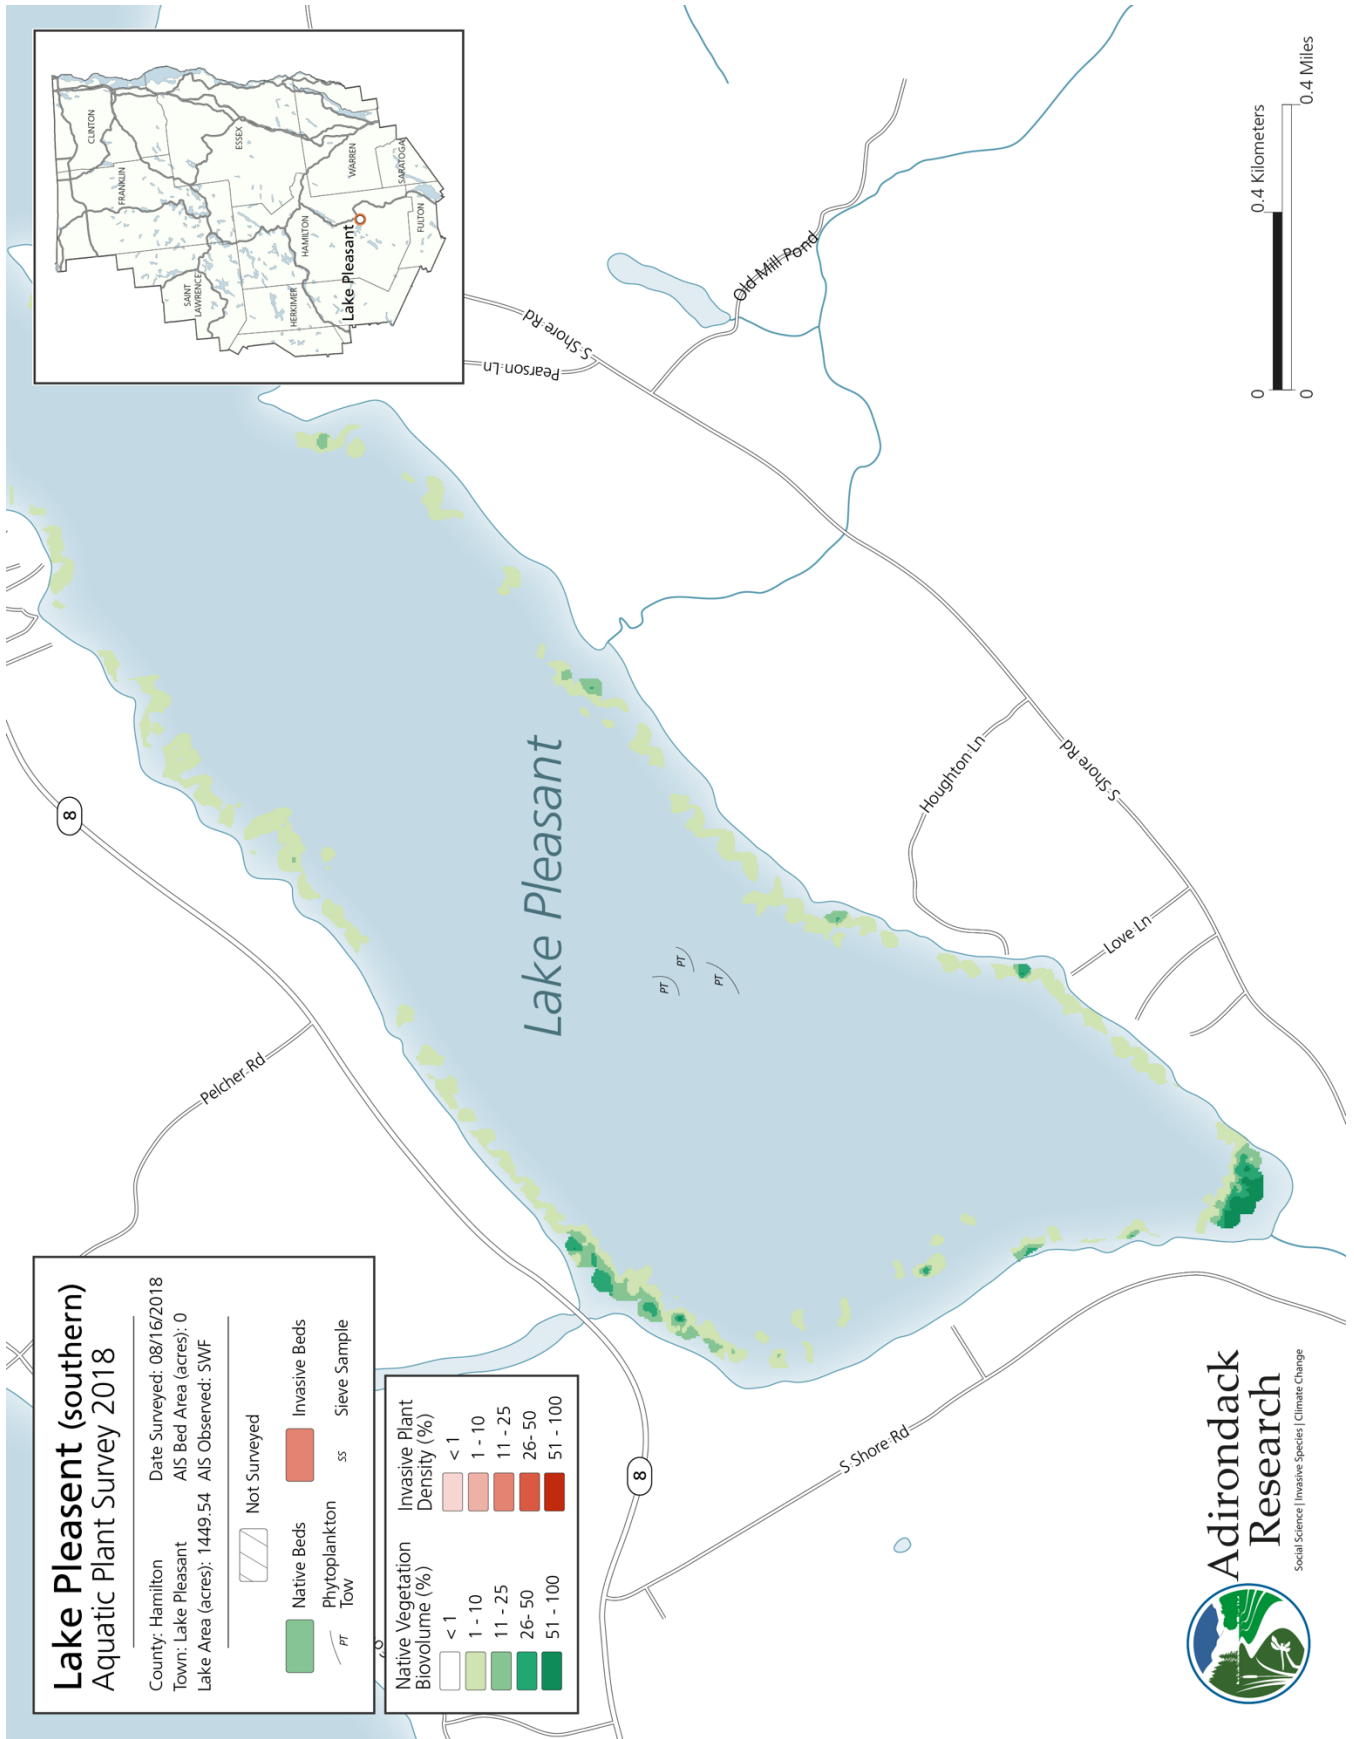 Lake Pleasent (southern)
Aquatic Plant Survey 2018
County: Hamilton
Date Surveyed: 08/16/2018
Town: Lake Pleasant
AIS Bed Area (acres): 0
Lake Area (acres): 1449.54
AIS Observed: SWF
Not Surveyed
Native Beds
Invasive Beds
PT
Phytoplankton
Tow
SS
Sieve Sample
Native Vegetation
Biovolume (%)
< 1
1 - 10
11 - 25
26- 50
51 - 100
Invasive Plant
Density (%)
< 1
1 - 10
11 - 25
26- 50
51 - 100
8
Pelcher Rd
8
S Shore Rd
Lake Pleasant
PT
PT
PT
Love Ln
Houghton Ln
S Shore Rd
Old Mill Pond
S Shore Rd
Pearson Ln
CLINTON
FRANKLIN
ESSEX
SAINT
LAWRENCE
HERKIMER
HAMILTON
WARREN
SARATOGA
FULTON
Lake Pleasant
0
0.4 Kilometers
0
0.4 Miles
Adirondack
Research
Social Science | Invasive Species | Climate Change